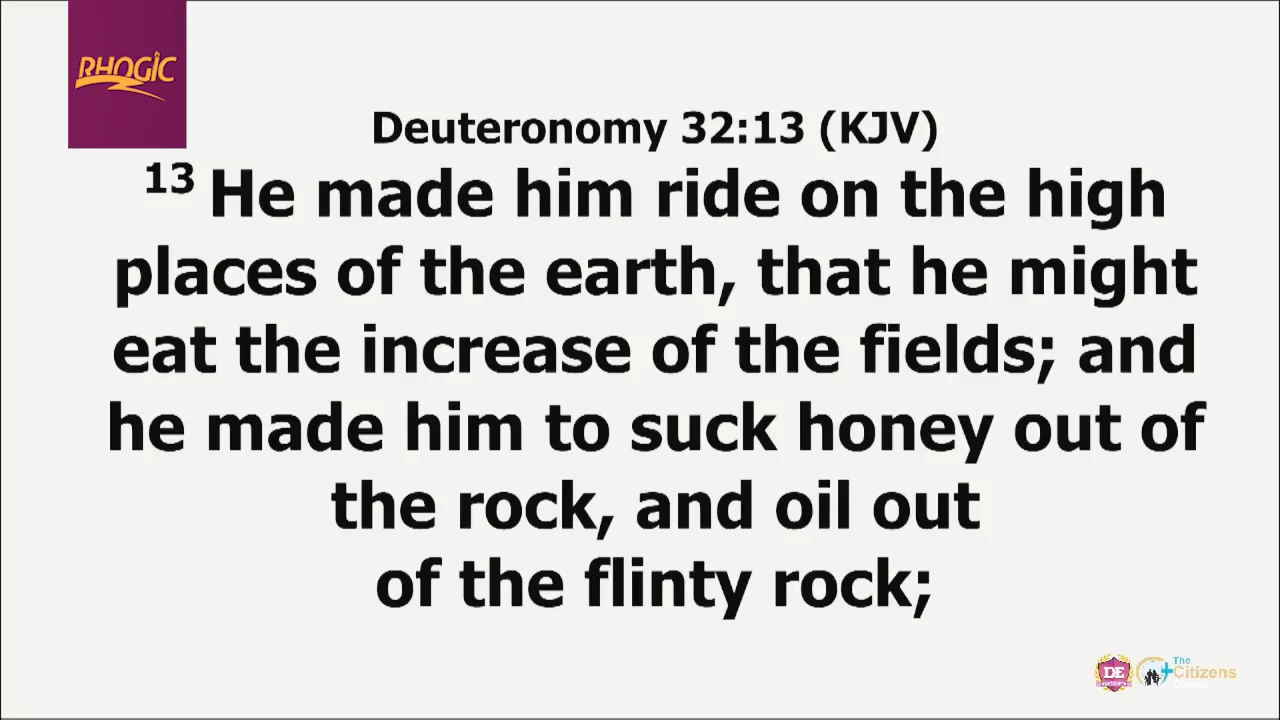 RHOGIC
Deuteronomy 32:13 (KJV)
13 He made him ride on the high
places of the earth, that he might
eat the increase of the fields; and
he made him to suck honey out of
the rock, and oil out
of the flinty rock;
DE
The
Citizens